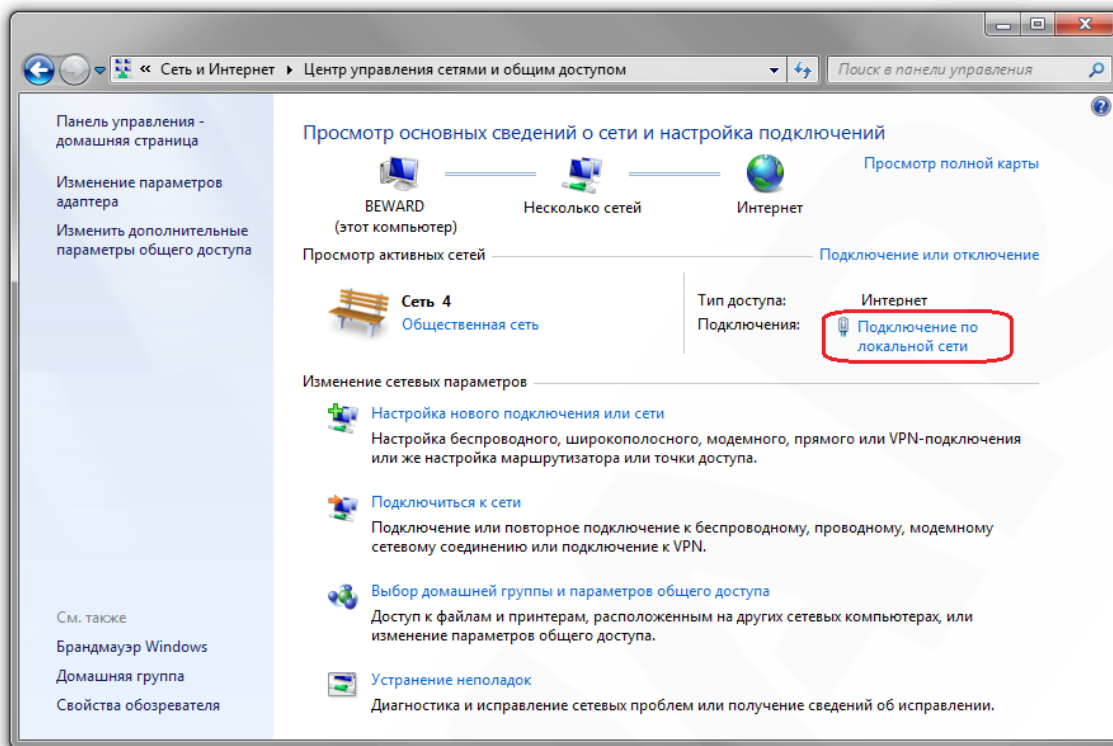 « Сеть и Интернет ▸ Центр управления сетями и общим доступом
Поиск в панели управления
Панель управления -
домашняя страница
Изменение параметров
адаптера
Изменить дополнительные
параметры общего доступа
См. также
Брандмауэр Windows
Домашняя группа
Свойства обозревателя
Просмотр основных сведений о сети и настройка подключений
Просмотр полной карты
BEWARD
(этот компьютер)
Несколько сетей
Интернет
Просмотр активных сетей
Подключение или отключение
Сеть 4
Общественная сеть
Тип доступа: Интернет
Подключения: Подключение по
локальной сети
Изменение сетевых параметров
Настройка нового подключения или сети
Настройка беспроводного, широкополосного, модемного, прямого или VPN-подключения
или же настройка маршрутизатора или точки доступа.
Подключиться к сети
Подключение или повторное подключение к беспроводному, проводному, модемному
сетевому соединению или подключение к VPN.
Выбор домашней группы и параметров общего доступа
Доступ к файлам и принтерам, расположенным на других сетевых компьютерах, или
изменение параметров общего доступа.
Устранение неполадок
Диагностика и исправление сетевых проблем или получение сведений об исправлении.